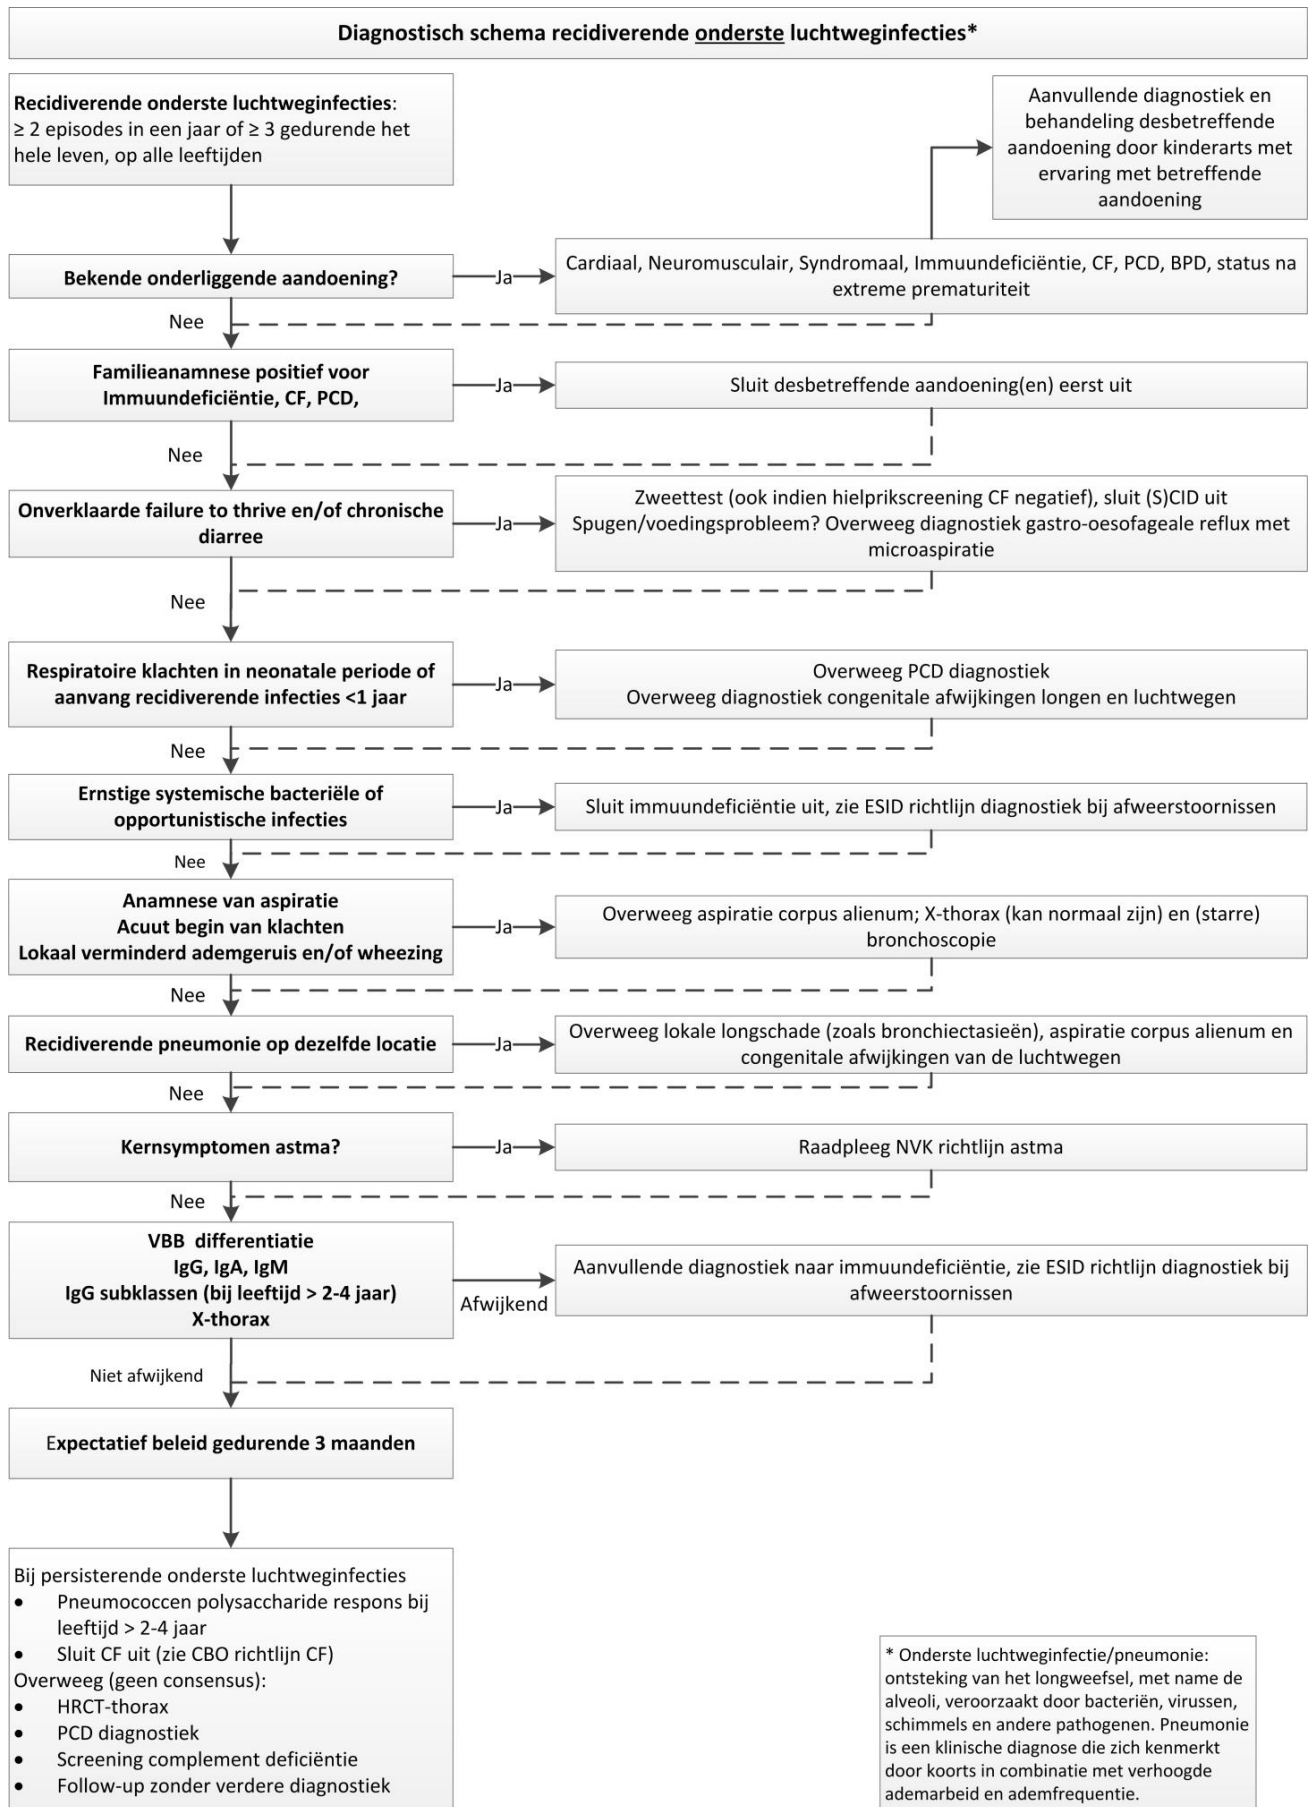 Diagnostisch schema recidiverende onderste luchtweginfecties*
Recidiverende onderste luchtweginfecties:
≥ 2 episodes in een jaar of ≥ 3 gedurende het
hele leven, op alle leeftijden
Aanvullende diagnostiek en
behandeling desbetreffende
aandoening door kinderarts met
ervaring met betreffende
aandoening
Bekende onderliggende aandoening?
Ja
Cardiaal, Neuromusculair, Syndromaal, Immuundeficiëntie, CF, PCD, BPD, status na
extreme prematuriteit
Nee
Familieanamnese positief voor
Immuundeficiëntie, CF, PCD,
Ja
Sluit desbetreffende aandoening(en) eerst uit
Nee
Onverklaarde failure to thrive en/of chronische
diarree
Ja
Zweettest (ook indien hielprikscreening CF negatief), sluit (S)CID uit
Spugen/voedingsprobleem? Overweeg diagnostiek gastro-oesofageale reflux met
microaspiratie
Nee
Respiratoire klachten in neonatale periode of
aanvang recidiverende infecties <1 jaar
Ja
Overweeg PCD diagnostiek
Overweeg diagnostiek congenitale afwijkingen longen en luchtwegen
Nee
Ernstige systemische bacteriële of
opportunistische infecties
Ja
Sluit immuundeficiëntie uit, zie ESID richtlijn diagnostiek bij afweerstoornissen
Nee
Anamnese van aspiratie
Acuut begin van klachten
Lokaal verminderd ademgeruis en/of wheezing
Ja
Overweeg aspiratie corpus alienum; X-thorax (kan normaal zijn) en (starre)
bronchoscopie
Nee
Recidiverende pneumonie op dezelfde locatie
Ja
Overweeg lokale longschade (zoals bronchiectasieën), aspiratie corpus alienum en
congenitale afwijkingen van de luchtwegen
Nee
Kernsymptomen astma?
Ja
Raadpleeg NVK richtlijn astma
Nee
VBB differentiatie
IgG, IgA, IgM
IgG subklassen (bij leeftijd > 2-4 jaar)
X-thorax
Afwijkend
Aanvullende diagnostiek naar immuundeficiëntie, zie ESID richtlijn diagnostiek bij
afweerstoornissen
Niet afwijkend
Expectatief beleid gedurende 3 maanden
Bij persisterende onderste luchtweginfecties
• Pneumococcen polysaccharide respons bij
leeftijd > 2-4 jaar
• Sluit CF uit (zie CBO richtlijn CF)
Overweeg (geen consensus):
• HRCT-thorax
• PCD diagnostiek
• Screening complement deficiëntie
• Follow-up zonder verdere diagnostiek
* Onderste luchtweginfectie/pneumonie:
ontsteking van het longweefsel, met name de
alveoli, veroorzaakt door bacteriën, virussen,
schimmels en andere pathogenen. Pneumonie
is een klinische diagnose die zich kenmerkt
door koorts in combinatie met verhoogde
ademarbeid en ademfrequentie.